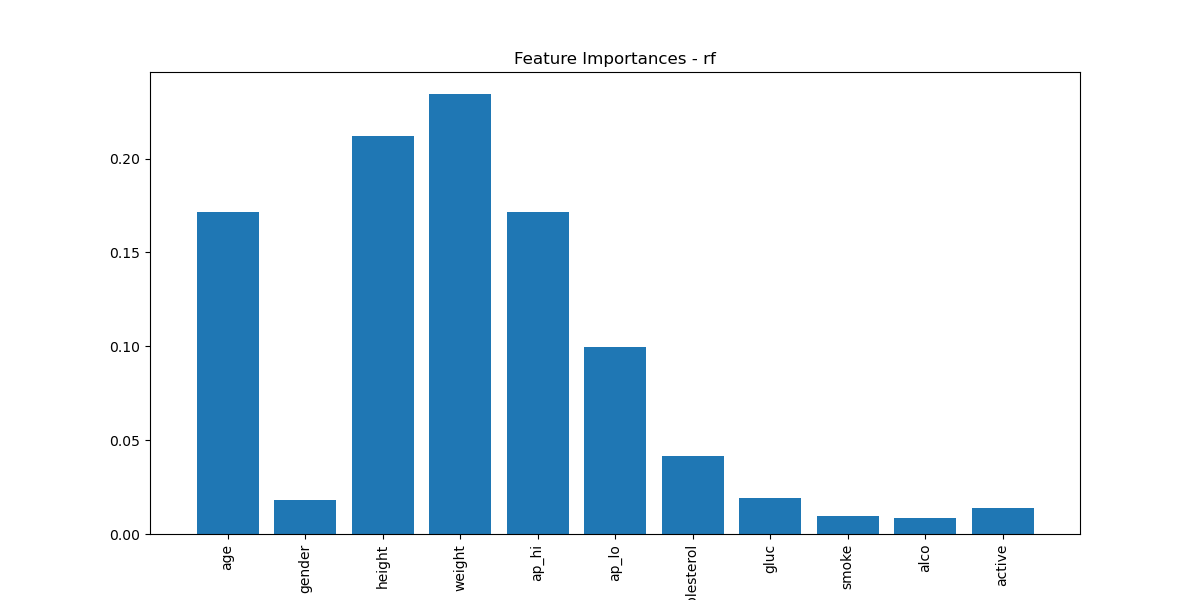 Feature Importances - rf
0.20
0.15
0.10
0.05
0.00
age
gender
height
weight
ap_hi
ap_lo
olesterol
gluc
smoke
alco
active